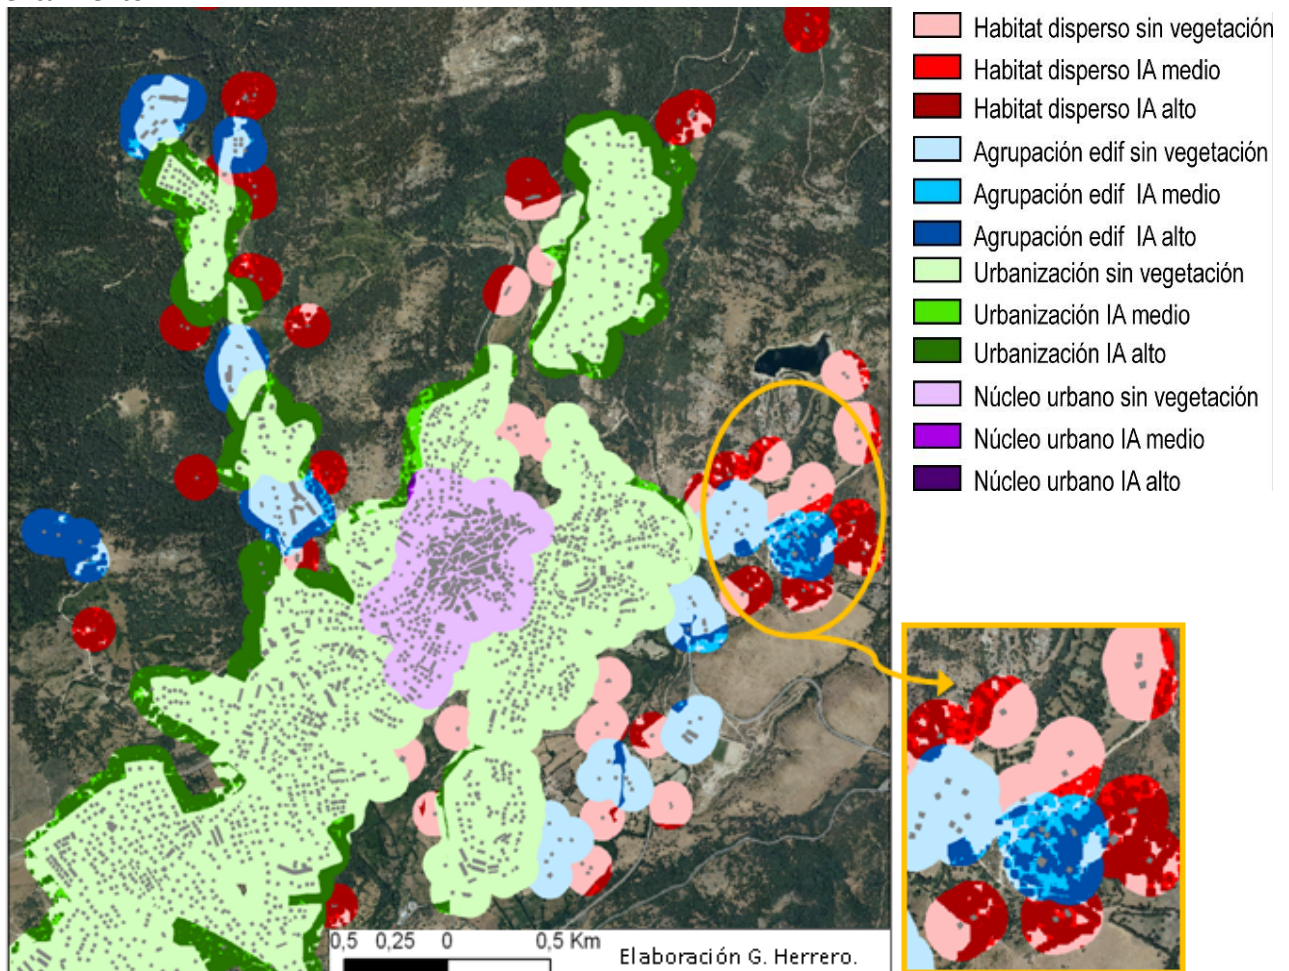 Habitat disperso sin vegetación
Habitat disperso IA medio
Habitat disperso IA alto
Agrupación edif sin vegetación
Agrupación edif IA medio
Agrupación edif IA alto
Urbanización sin vegetación
Urbanización IA medio
Urbanización IA alto
Núcleo urbano sin vegetación
Núcleo urbano IA medio
Núcleo urbano IA alto
0,5 0,25 0 0,5 Km
Elaboración G. Herrero.